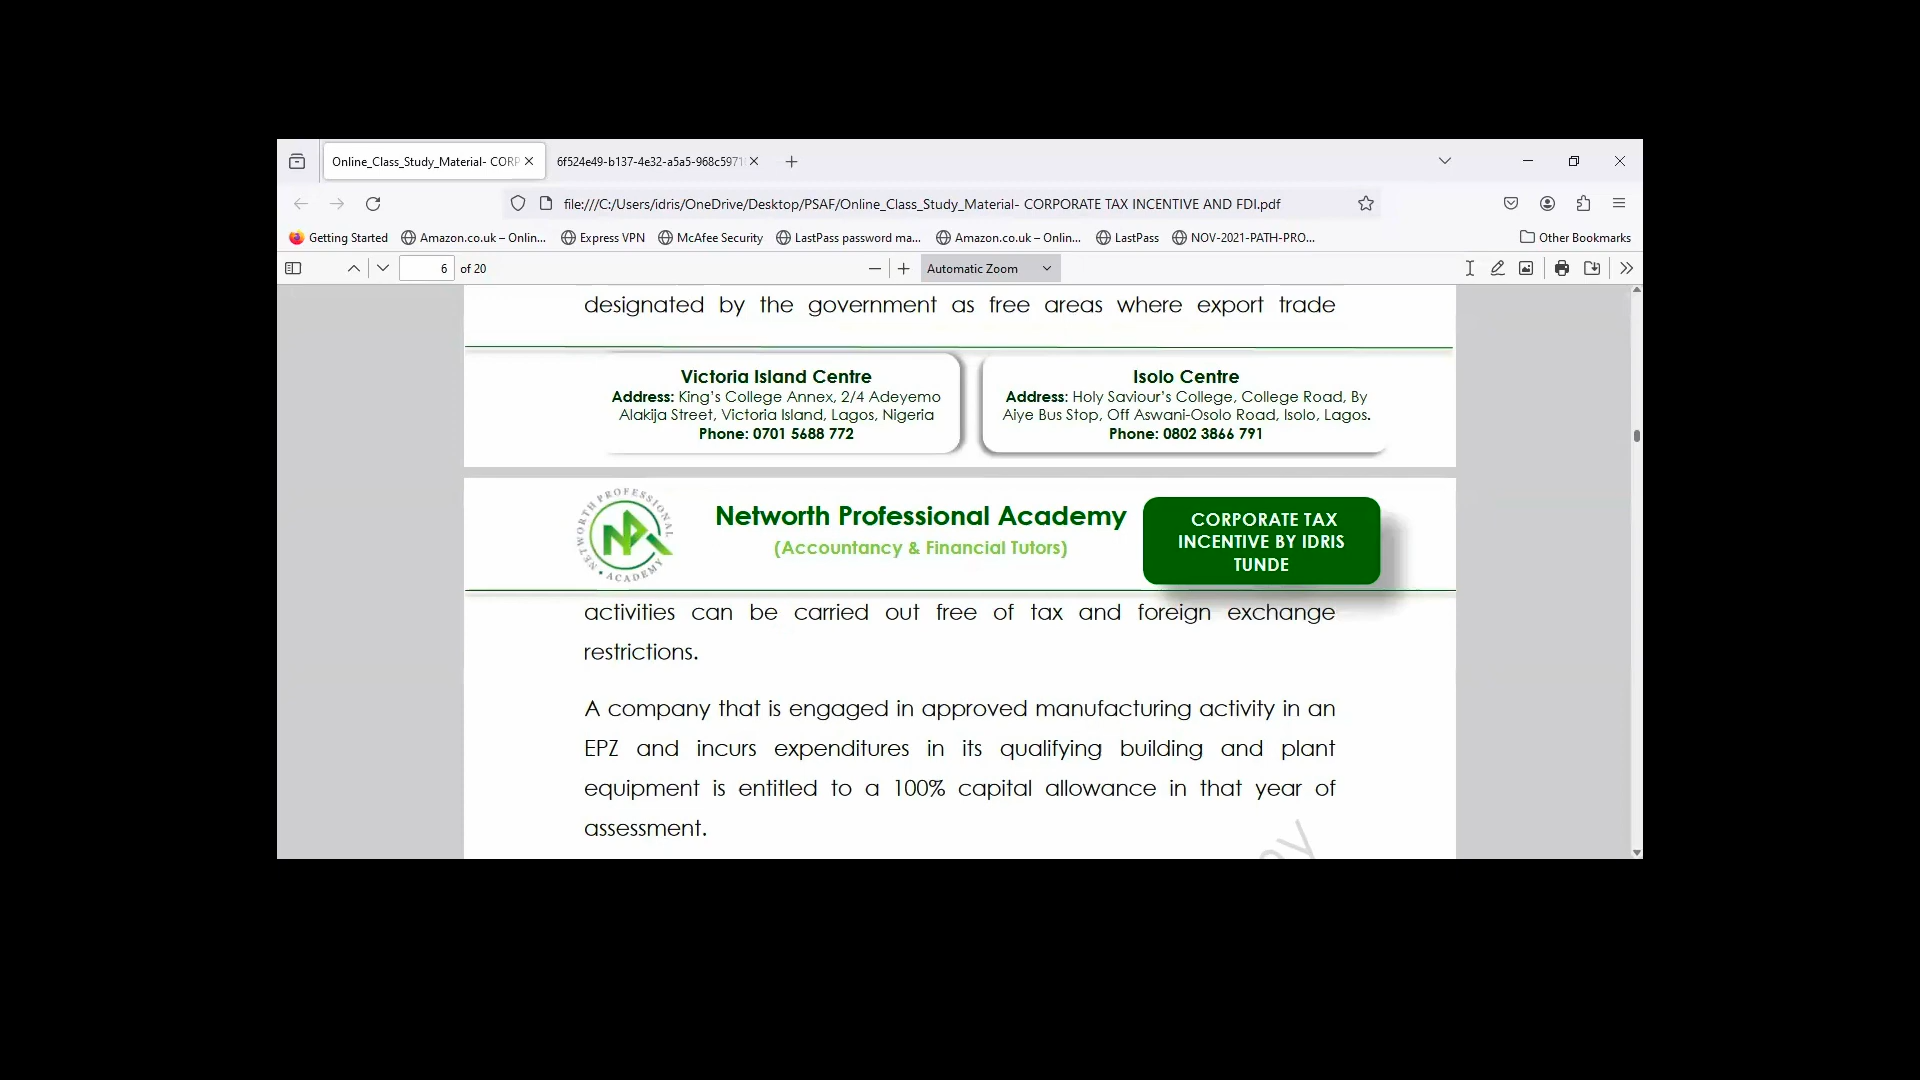 Online_Class_Study_Material- CORP
6f524e49-b137-4e32-a5a5-968c5971
file:///C:/Users/idris/OneDrive/Desktop/PSAF/Online_Class_Study_Material- CORPORATE TAX INCENTIVE AND FDI.pdf
Getting Started Amazon.co.uk – Onlin... Express VPN McAfee Security LastPass password ma... Amazon.co.uk – Onlin... LastPass NOV-2021-PATH-PRO... Other Bookmarks
6 of 20 Automatic Zoom
designated by the government as free areas where export trade
Victoria Island Centre
Address: King's College Annex, 2/4 Adeyemo
Alakija Street, Victoria Island, Lagos, Nigeria
Phone: 0701 5688 772
Isolo Centre
Address: Holy Saviour's College, College Road, By
Aiye Bus Stop, Off Aswani-Osolo Road, Isolo, Lagos.
Phone: 0802 3866 791
NETWORTH PROFESSIONAL
• ACADEMY •
Networth Professional Academy
(Accountancy & Financial Tutors)
CORPORATE TAX
INCENTIVE BY IDRIS
TUNDE
activities can be carried out free of tax and foreign exchange
restrictions.
A company that is engaged in approved manufacturing activity in an
EPZ and incurs expenditures in its qualifying building and plant
equipment is entitled to a 100% capital allowance in that year of
assessment.